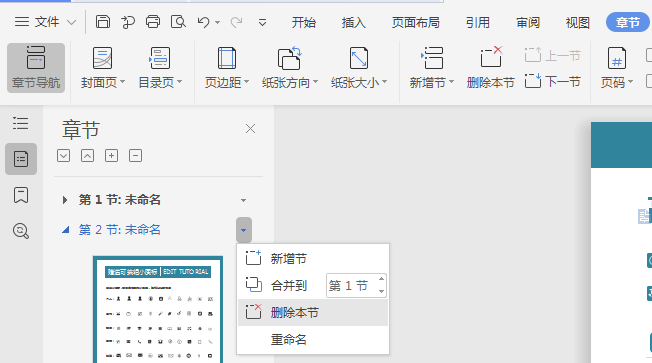 文件 开始 插入 页面布局 引用 审阅 视图 章节
章节导航 封面页 目录页 页边距 纸张方向 纸张大小 新增节 删除本节 上一节 下一节 页码
章节
第 1 节: 未命名
第 2 节: 未命名
新增节
合并到 第 1 节
删除本节
重命名
EDIT TUTO RIAL